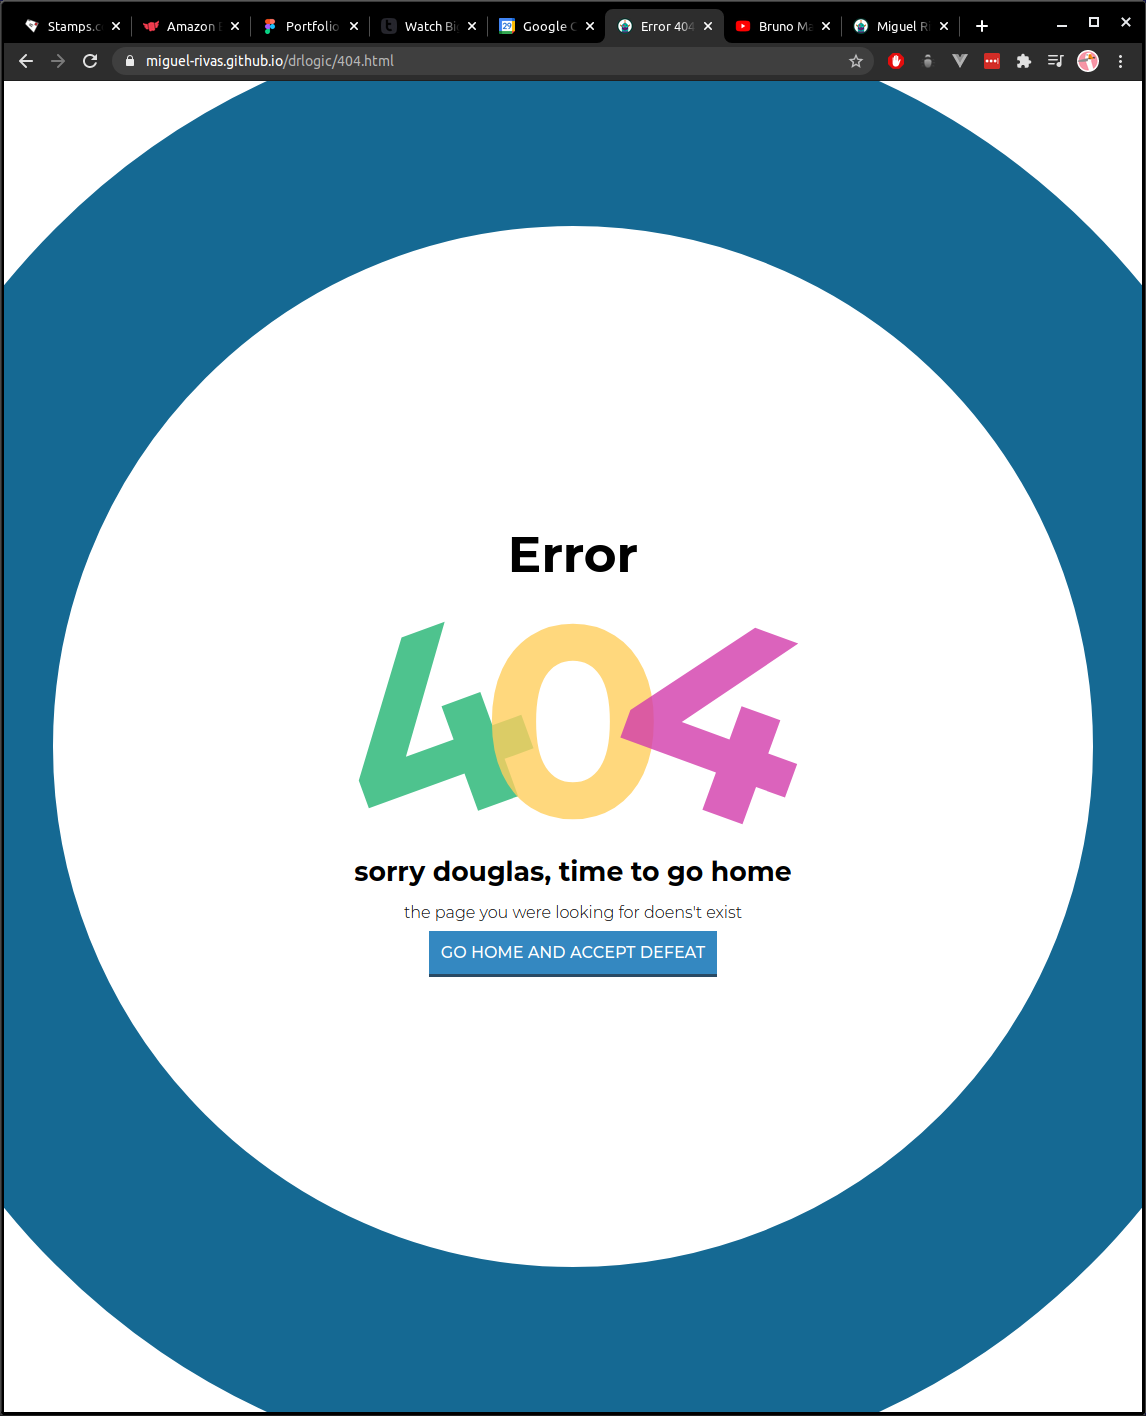 Stamps.c
Amazon
Portfolio
Watch Bi
Google C
Error 404
Bruno Ma
Miguel Ri
miguel-rivas.github.io/drlogic/404.html
Error
404
sorry douglas, time to go home
the page you were looking for doens't exist
GO HOME AND ACCEPT DEFEAT